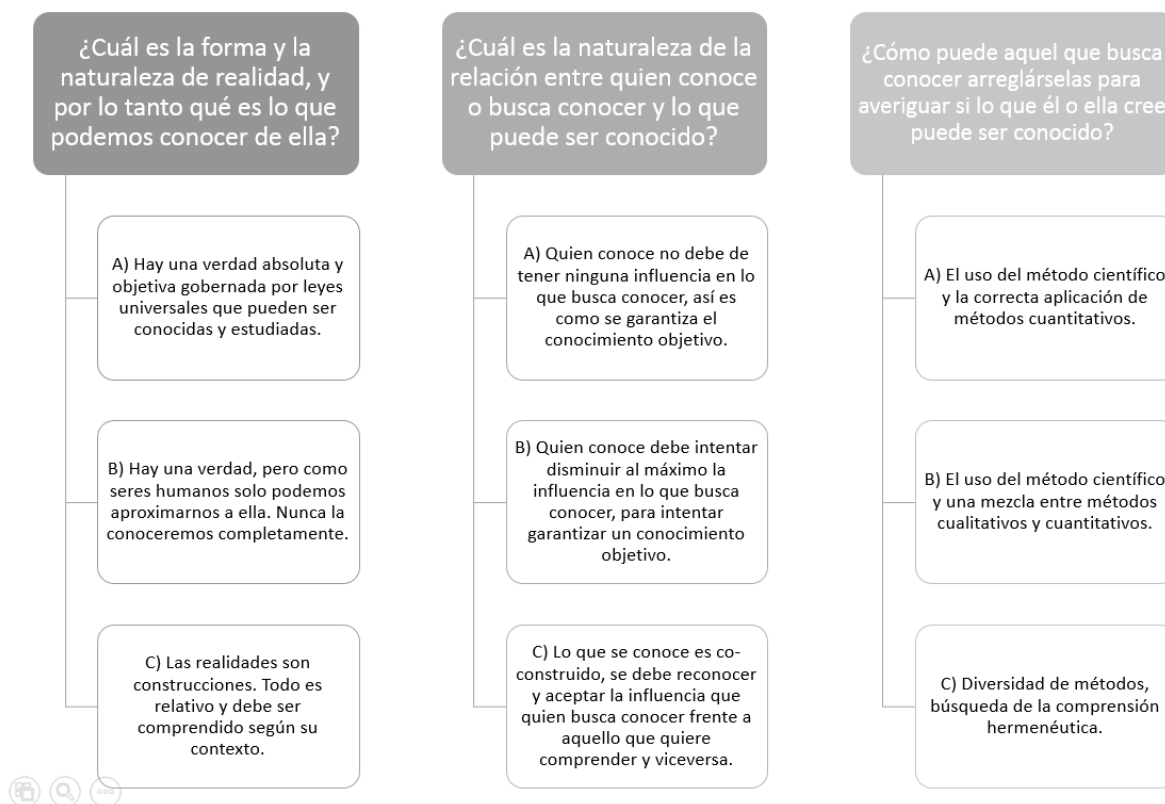 ¿Cuál es la forma y la
naturaleza de realidad, y
por lo tanto qué es lo que
podemos conocer de ella?
A) Hay una verdad absoluta y
objetiva gobernada por leyes
universales que pueden ser
conocidas y estudiadas.
B) Hay una verdad, pero como
seres humanos solo podemos
aproximarnos a ella. Nunca la
conoceremos completamente.
C) Las realidades son
construcciones. Todo es
relativo y debe ser
comprendido según su
contexto.
¿Cuál es la naturaleza de la
relación entre quien conoce
o busca conocer y lo que
puede ser conocido?
A) Quien conoce no debe de
tener ninguna influencia en lo
que busca conocer, así es
como se garantiza el
conocimiento objetivo.
B) Quien conoce debe intentar
disminuir al máximo la
influencia en lo que busca
conocer, para intentar
garantizar un conocimiento
objetivo.
C) Lo que se conoce es co-
construido, se debe reconocer
y aceptar la influencia que
quien busca conocer frente a
aquello que quiere
comprender y viceversa.
¿Cómo puede aquel que busca
conocer arreglárselas para
averiguar si lo que él o ella cree
puede ser conocido?
A) El uso del método científico
y la correcta aplicación de
métodos cuantitativos.
B) El uso del método científico
y una mezcla entre métodos
cualitativos y cuantitativos.
C) Diversidad de métodos,
búsqueda de la comprensión
hermenéutica.